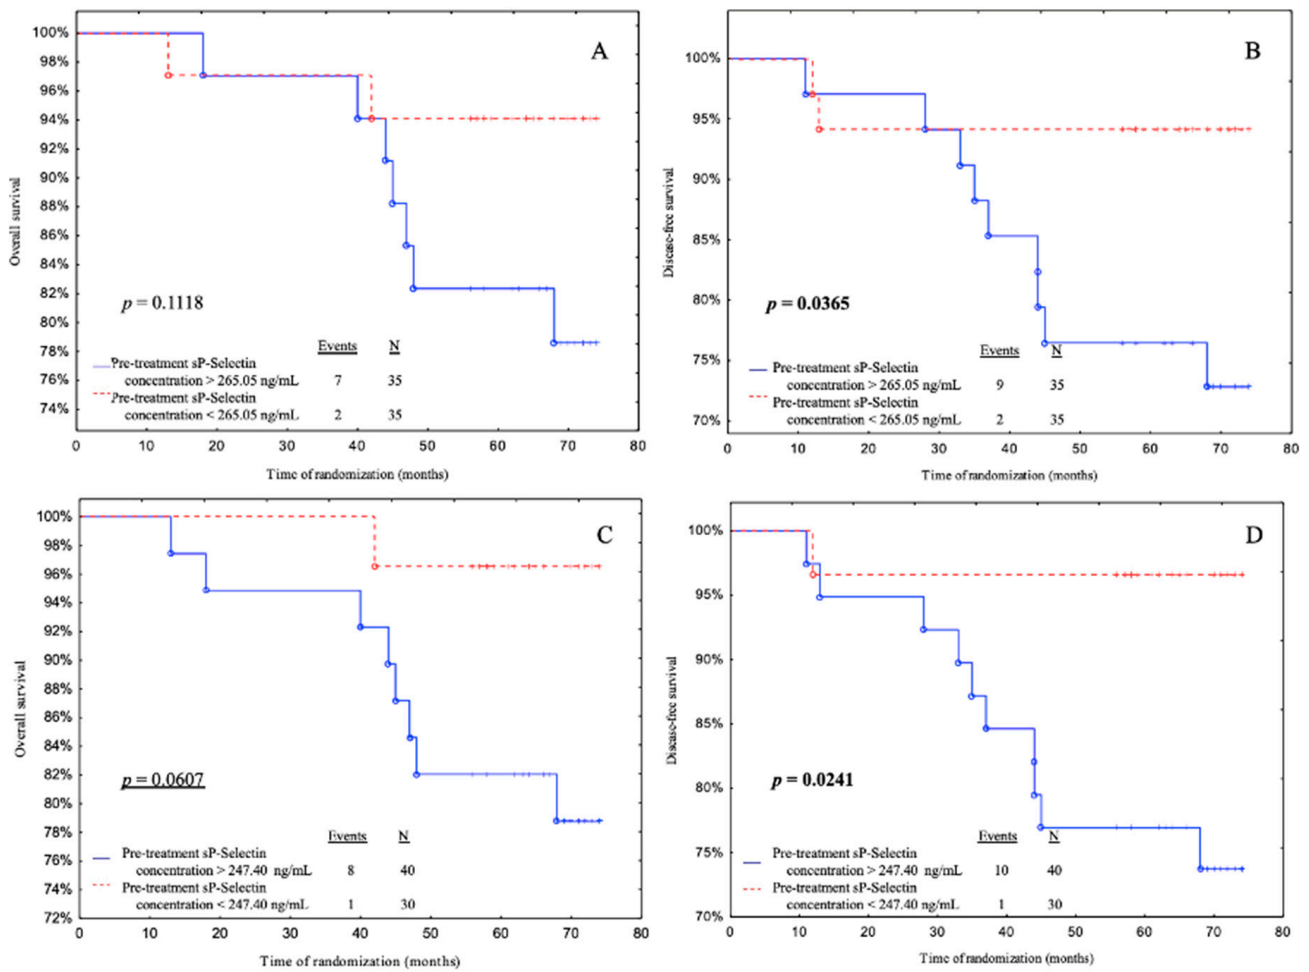 A
100%
98%
96%
94%
92%
90%
88%
86%
84%
82%
80%
78%
76%
74%
Overall survival
p = 0.1118
Events N
Pre-treatment sP-Selectin
concentration > 265.05 ng/mL 7 35
Pre-treatment sP-Selectin
concentration < 265.05 ng/mL 2 35
0 10 20 30 40 50 60 70 80
Time of randomization (months)
B
100%
95%
90%
85%
80%
75%
70%
Disease-free survival
p = 0.0365
Events N
Pre-treatment sP-Selectin
concentration > 265.05 ng/mL 9 35
Pre-treatment sP-Selectin
concentration < 265.05 ng/mL 2 35
0 10 20 30 40 50 60 70 80
Time of randomization (months)
C
100%
98%
96%
94%
92%
90%
88%
86%
84%
82%
80%
78%
76%
74%
72%
Overall survival
p = 0.0607
Events N
Pre-treatment sP-Selectin
concentration > 247.40 ng/mL 8 40
Pre-treatment sP-Selectin
concentration < 247.40 ng/mL 1 30
0 10 20 30 40 50 60 70 80
Time of randomization (months)
D
100%
95%
90%
85%
80%
75%
70%
Disease-free survival
p = 0.0241
Events N
Pre-treatment sP-Selectin
concentration > 247.40 ng/mL 10 40
Pre-treatment sP-Selectin
concentration < 247.40 ng/mL 1 30
0 10 20 30 40 50 60 70 80
Time of randomization (months)